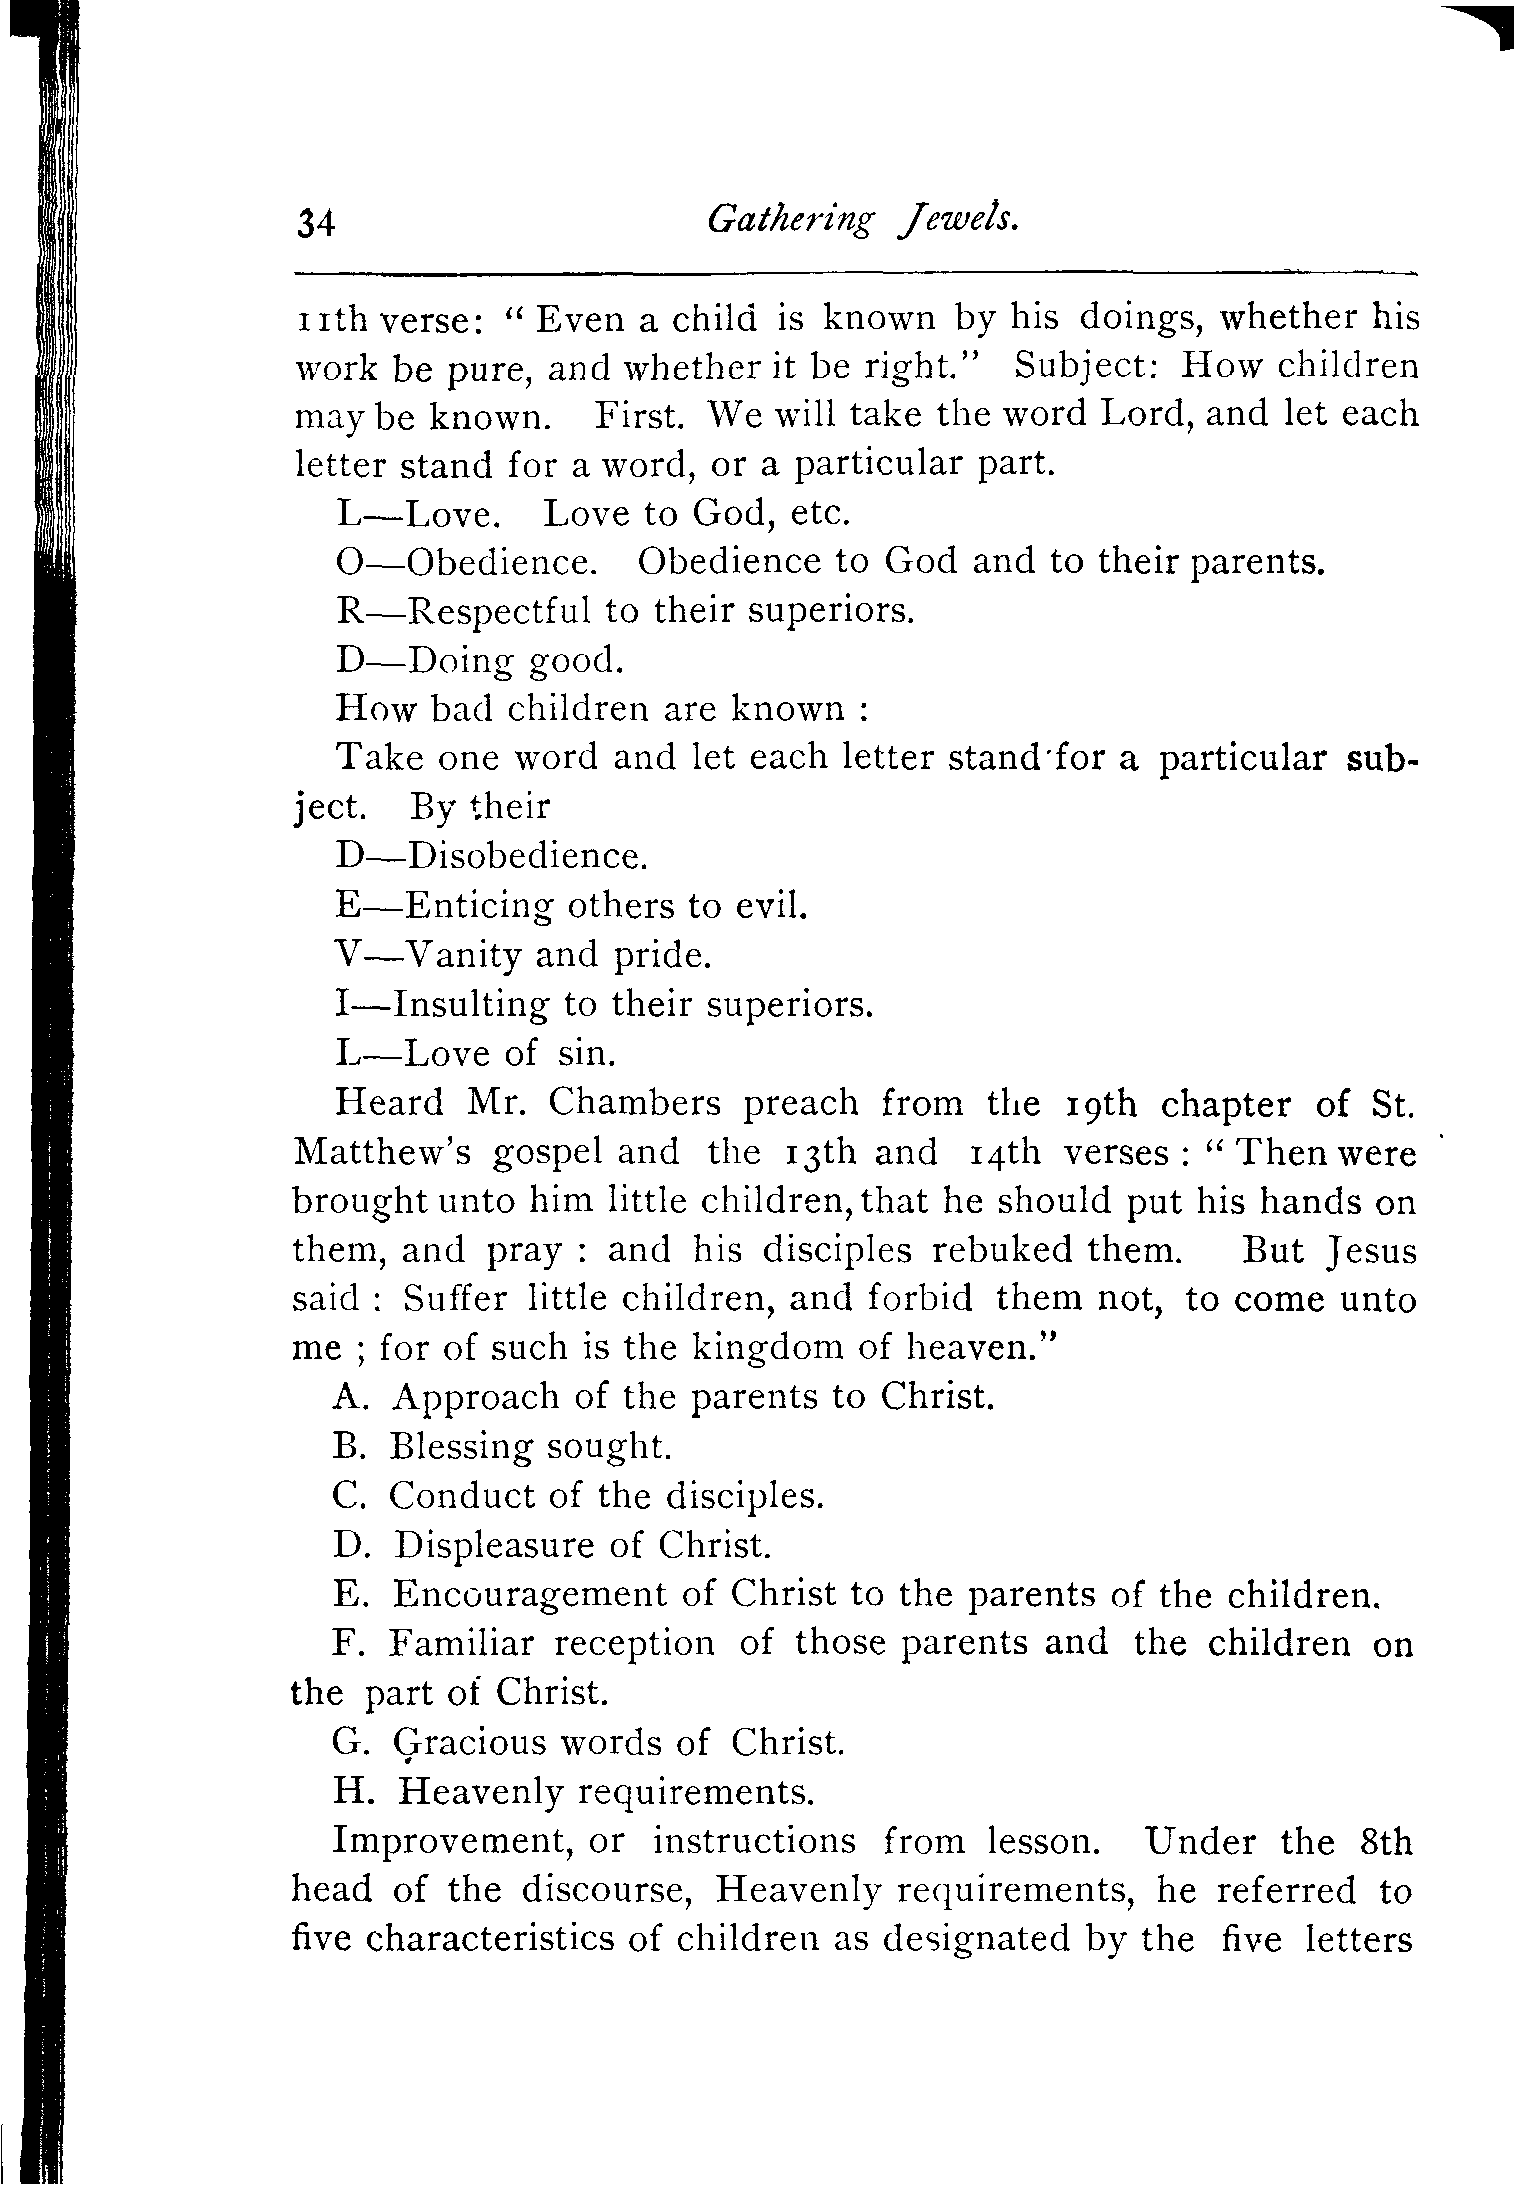 34 Gathering Jewels.
11th verse: “ Even a child is known by his doings, whether his
work be pure, and whether it be right.” Subject: How children
may be known. First. We will take the word Lord, and let each
letter stand for a word, or a particular part.
L—Love. Love to God, etc.
O—Obedience. Obedience to God and to their parents.
R—Respectful to their superiors.
D—Doing good.
How bad children are known :
Take one word and let each letter stand for a particular sub-
ject. By their
D—Disobedience.
E—Enticing others to evil.
V—Vanity and pride.
I—Insulting to their superiors.
L—Love of sin.
Heard Mr. Chambers preach from the 19th chapter of St.
Matthew’s gospel and the 13th and 14th verses : “ Then were
brought unto him little children, that he should put his hands on
them, and pray : and his disciples rebuked them. But Jesus
said : Suffer little children, and forbid them not, to come unto
me ; for of such is the kingdom of heaven.”
A. Approach of the parents to Christ.
B. Blessing sought.
C. Conduct of the disciples.
D. Displeasure of Christ.
E. Encouragement of Christ to the parents of the children.
F. Familiar reception of those parents and the children on
the part of Christ.
G. Gracious words of Christ.
H. Heavenly requirements.
Improvement, or instructions from lesson. Under the 8th
head of the discourse, Heavenly requirements, he referred to
five characteristics of children as designated by the five letters